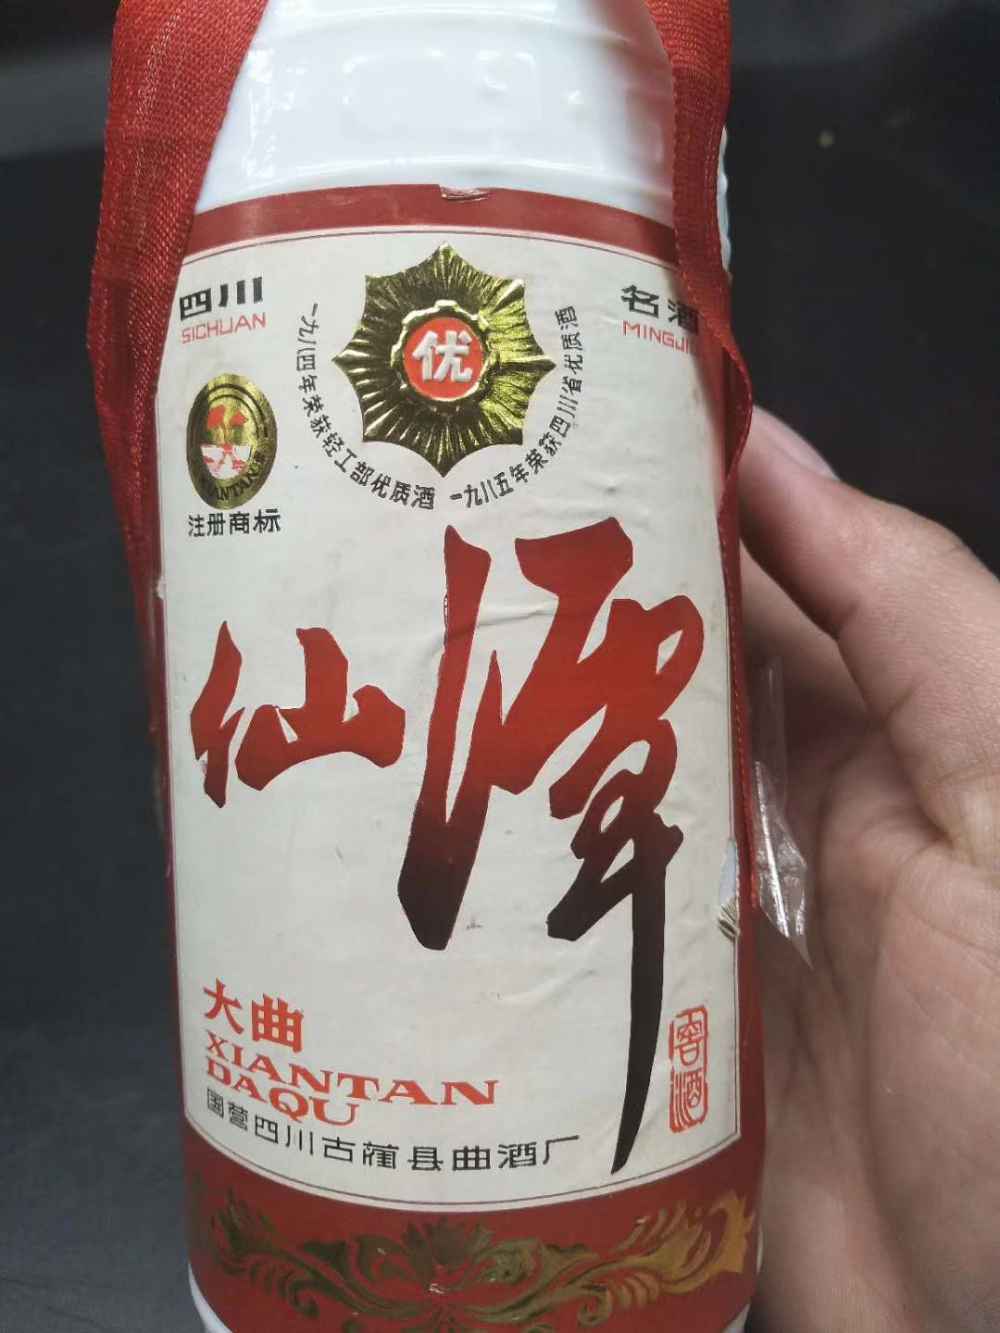 四川
SICHUAN
名酒
优
一九八四年荣获轻工部优质酒
一九八五年荣获四川省优质酒
XIANTAN
注册商标
仙潭
大曲
XIANTAN
DAQU
窖酒
国营四川古蔺县曲酒厂